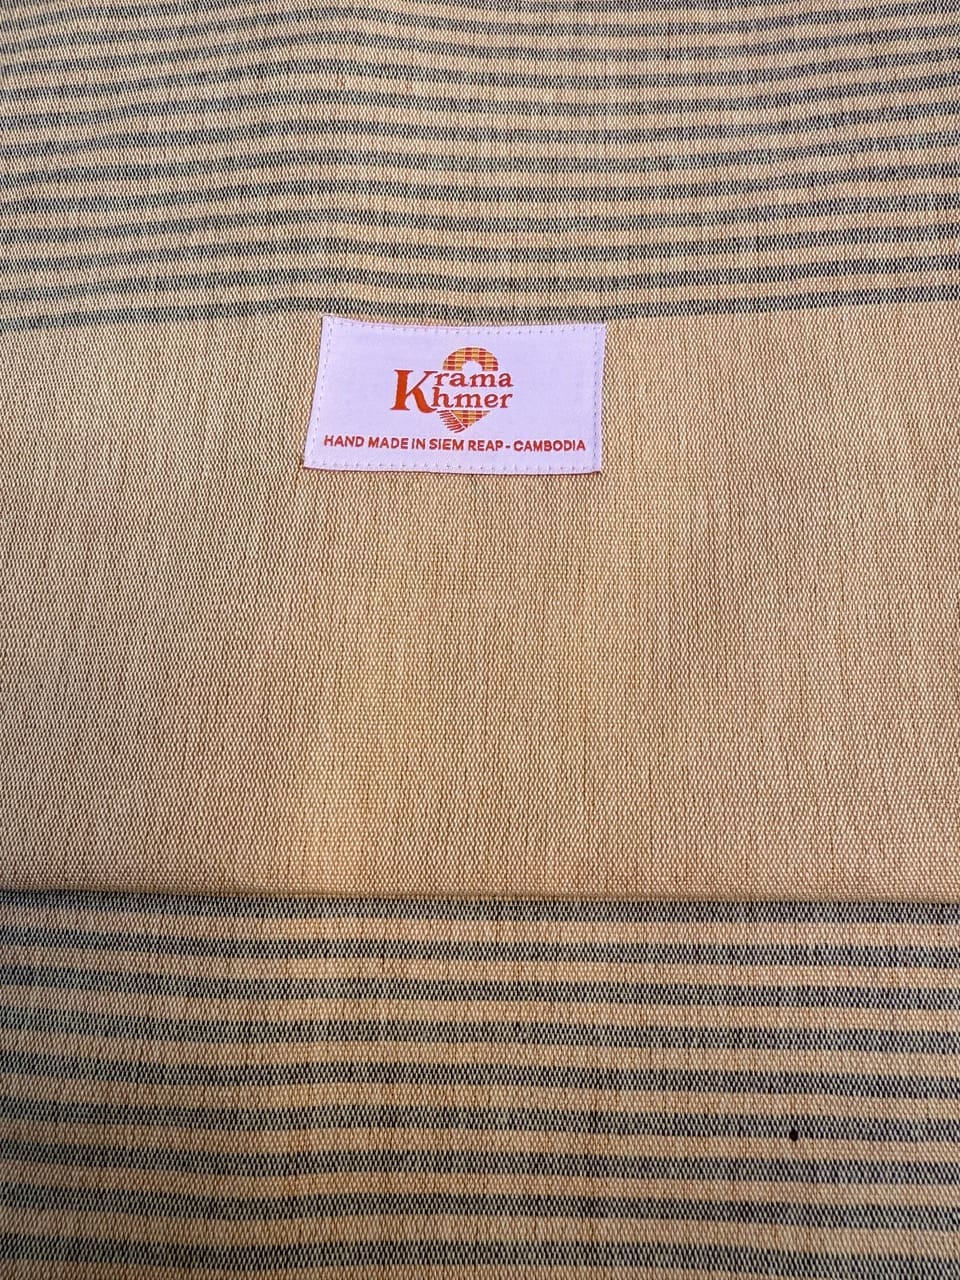 Krama
Khmer
HAND MADE IN SIEM REAP - CAMBODIA